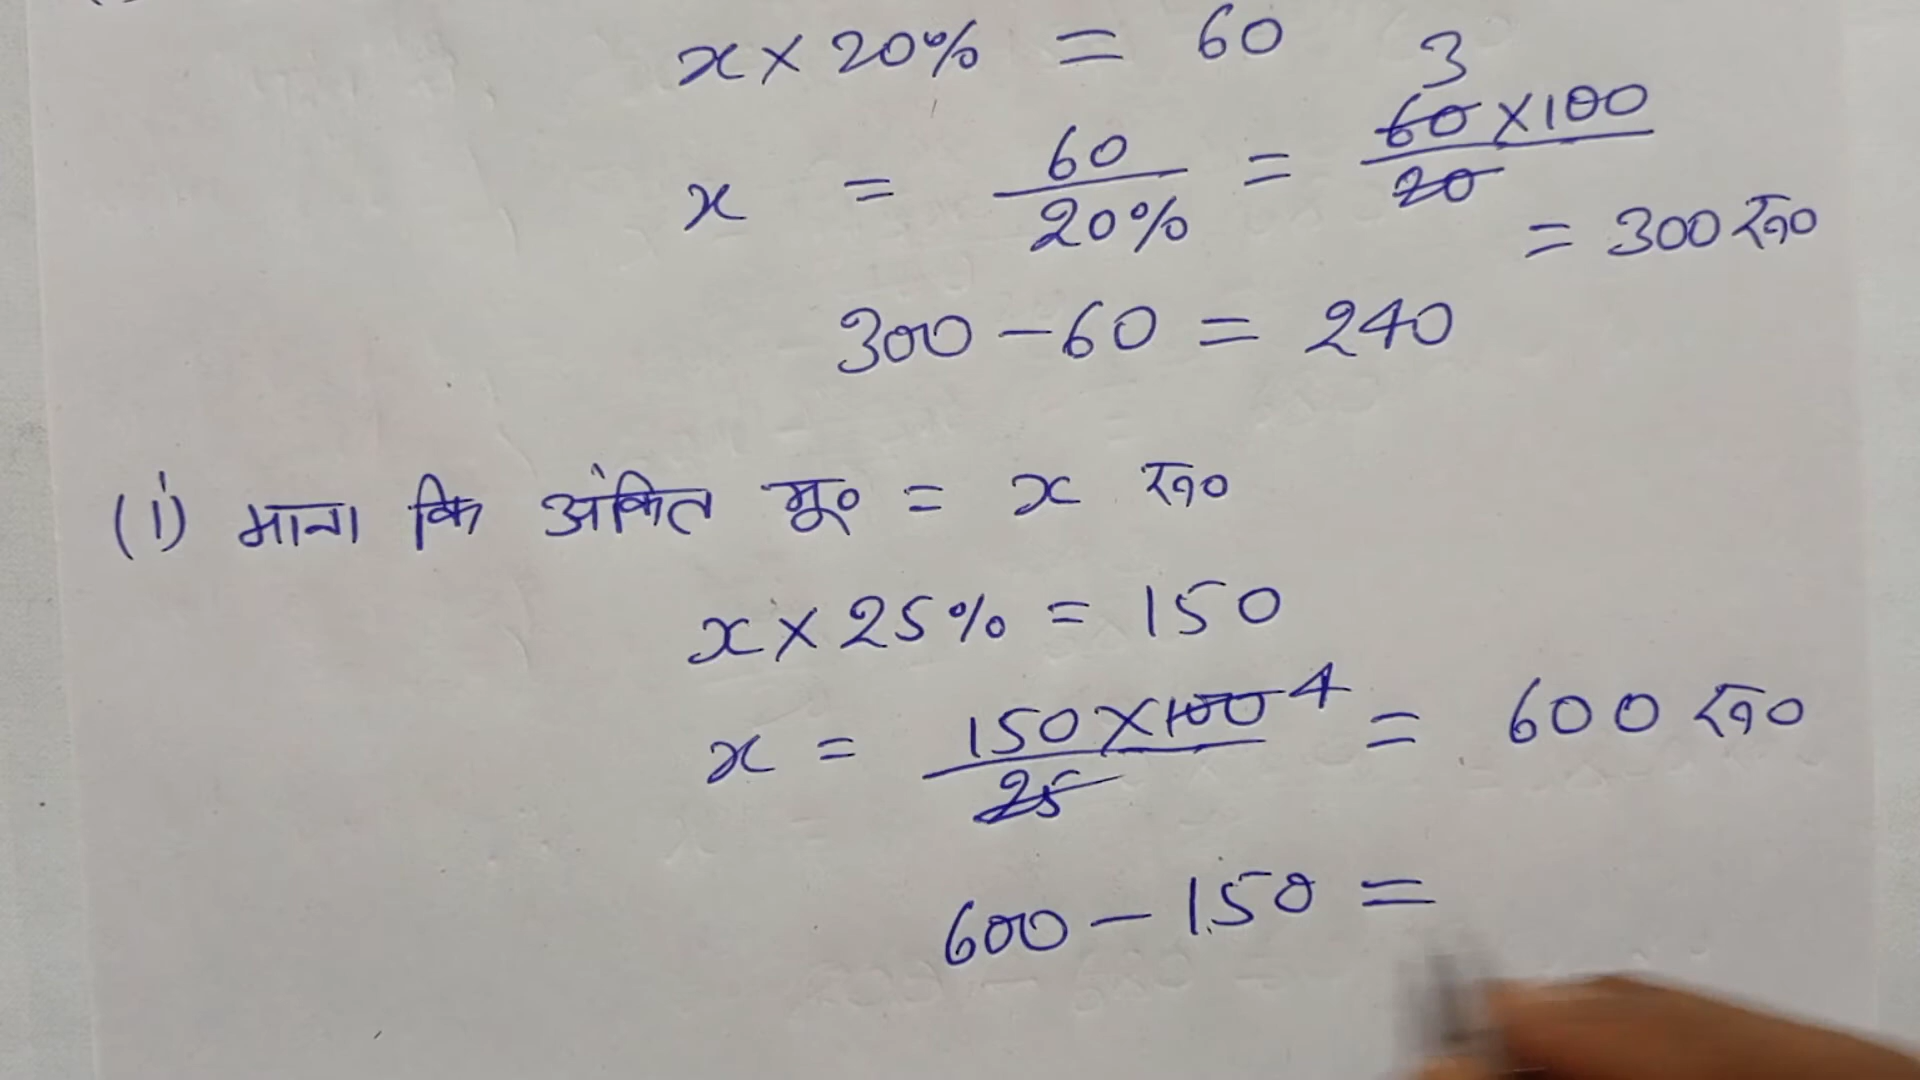 x × 20% = 60
x = 60/20% = 60 × 100/20 3
= 300 रू०
300 - 60 = 240
(i) माना कि अंकित मू० = x रू०
x × 25% = 150
x = 150 × 100/25 4 = 600 रू०
600 - 150 =